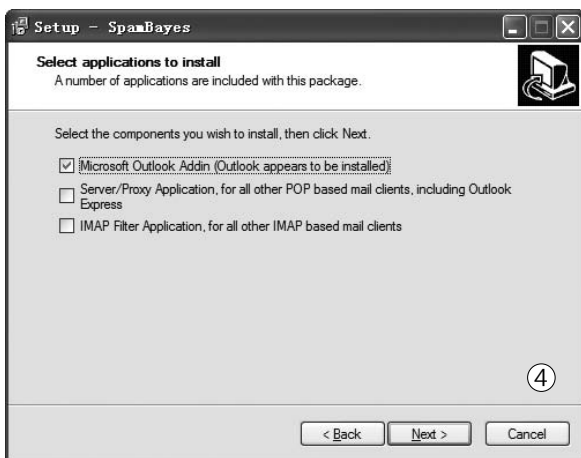 Setup - SpamBayes
Select applications to install
A number of applications are included with this package.
Select the components you wish to install, then click Next.
Microsoft Outlook Addin (Outlook appears to be installed)
Server/Proxy Application, for all other POP based mail clients, including Outlook
Express
IMAP Filter Application, for all other IMAP based mail clients
④
< Back Next > Cancel